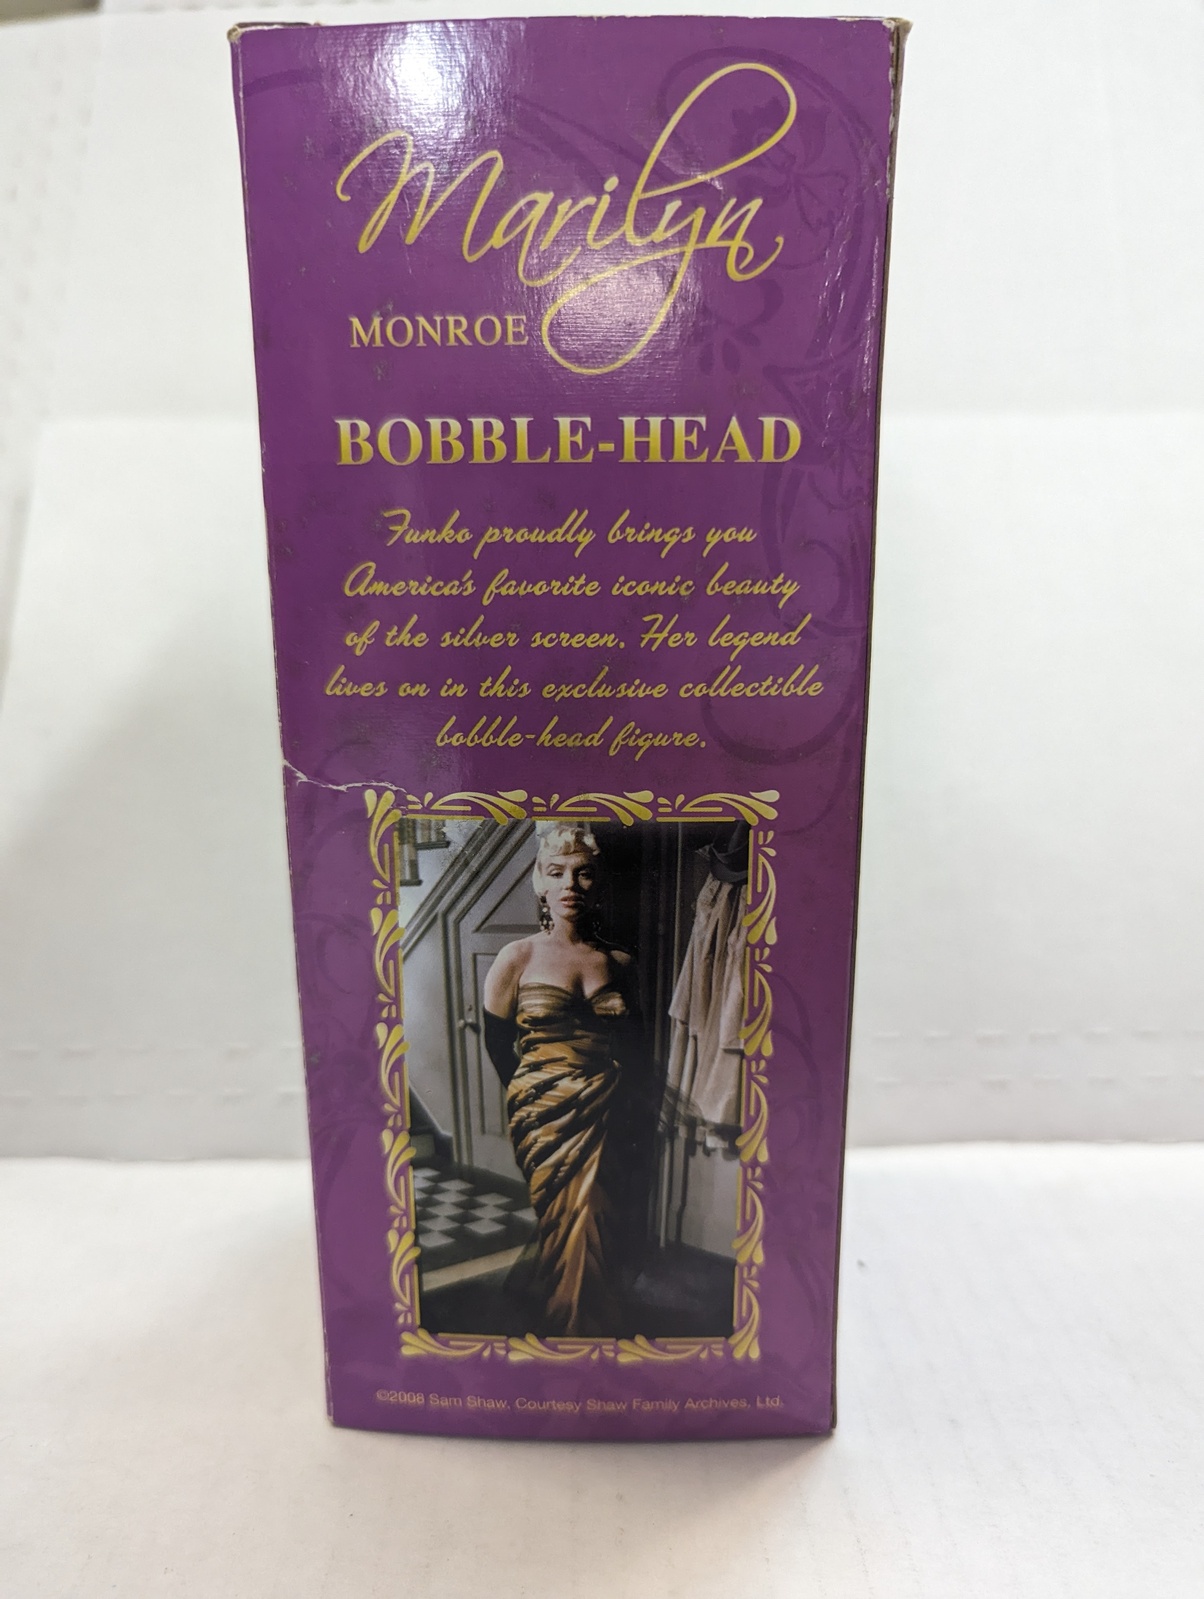 Marilyn
MONROE
BOBBLE-HEAD
Funko proudly brings you
America's favorite iconic beauty
of the silver screen. Her legend
lives on in this exclusive collectible
bobble-head figure.
©2008 Sam Shaw, Courtesy Shaw Family Archives, Ltd.